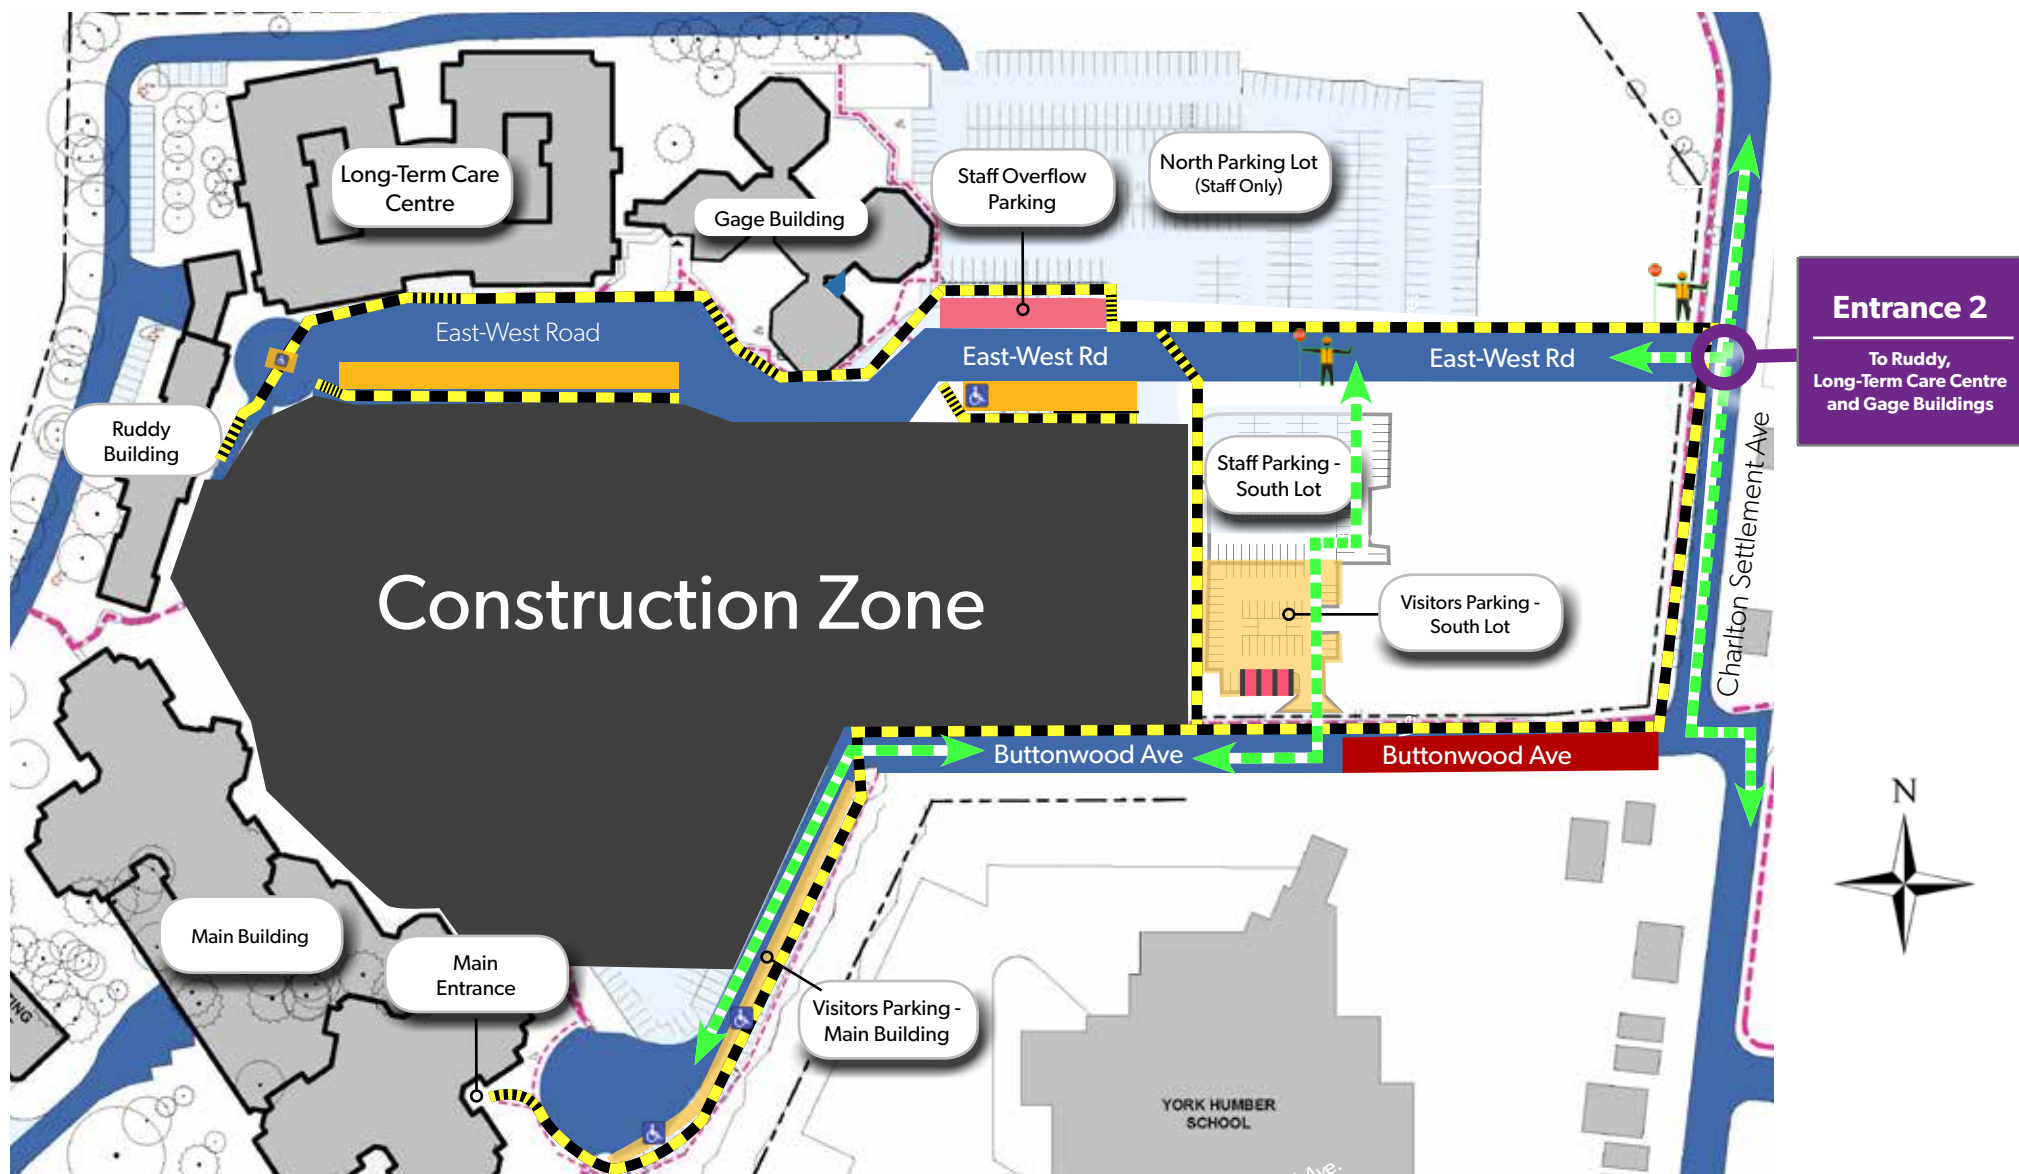 Long-Term Care
Centre
Gage Building
Staff Overflow
Parking
North Parking Lot
(Staff Only)
East-West Road
East-West Rd
East-West Rd
Entrance 2
To Ruddy,
Long-Term Care Centre
and Gage Buildings
Ruddy
Building
Staff Parking -
South Lot
Charlton Settlement Ave
Construction Zone
Visitors Parking -
South Lot
Buttonwood Ave
Buttonwood Ave
N
Main Building
Main
Entrance
Visitors Parking -
Main Building
YORK HUMBER
SCHOOL
Ave.